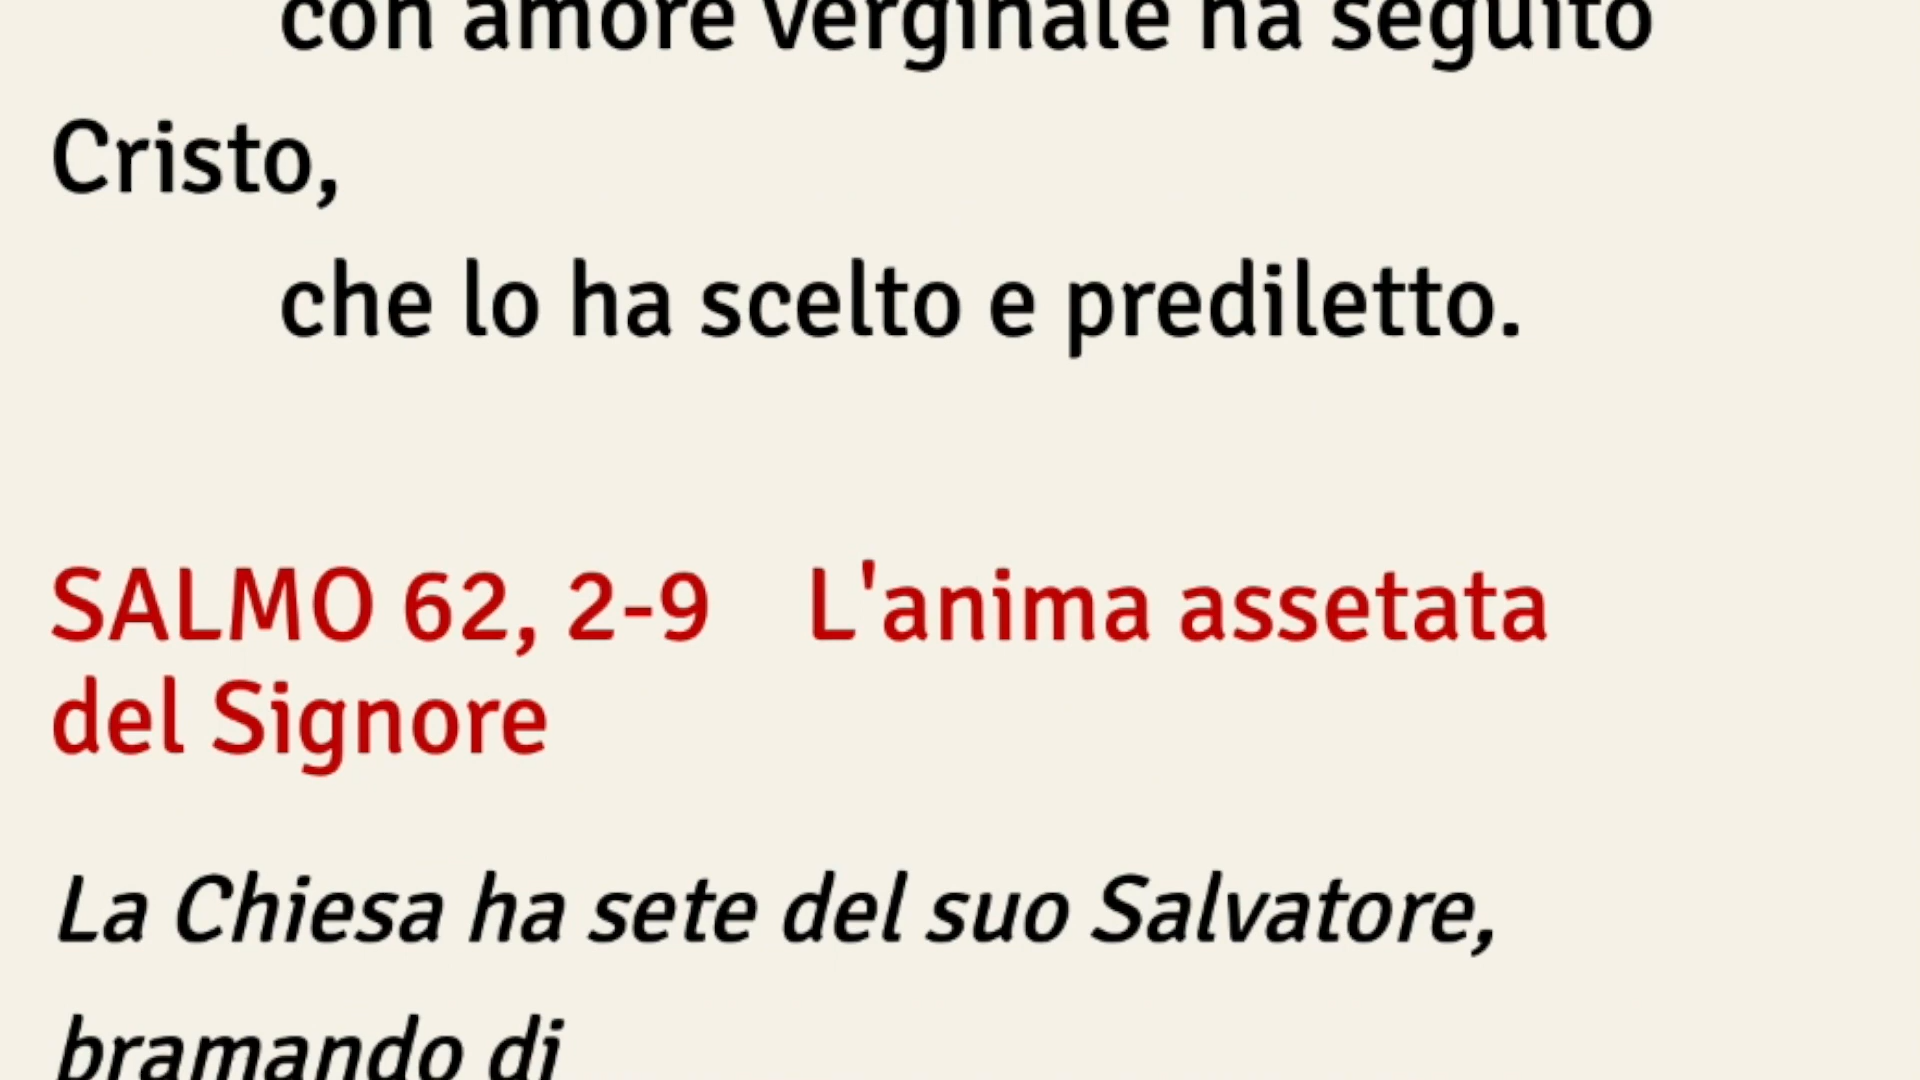 con amore verginale ha seguito
Cristo,
che lo ha scelto e prediletto.
SALMO 62, 2-9 L'anima assetata
del Signore
La Chiesa ha sete del suo Salvatore,
bramando di